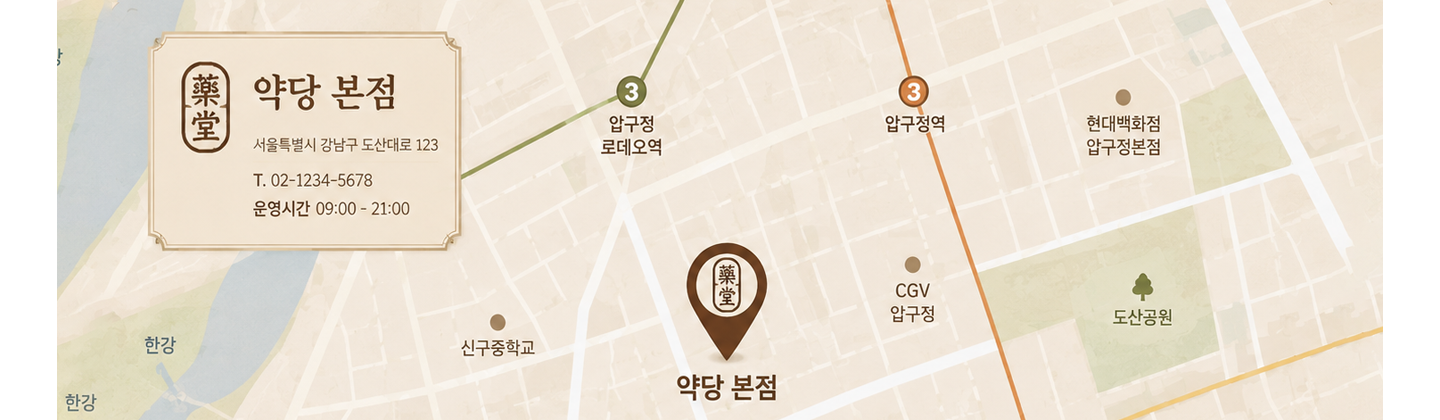 藥堂
약당 본점
서울특별시 강남구 도산대로 123
T. 02-1234-5678
운영시간 09:00 - 21:00
3
압구정
로데오역
3
압구정역
현대백화점
압구정본점
藥堂
약당 본점
CGV
압구정
도산공원
신구중학교
한강
한강